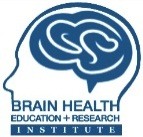 BRAIN HEALTH
EDUCATION + RESEARCH
INSTITUTE